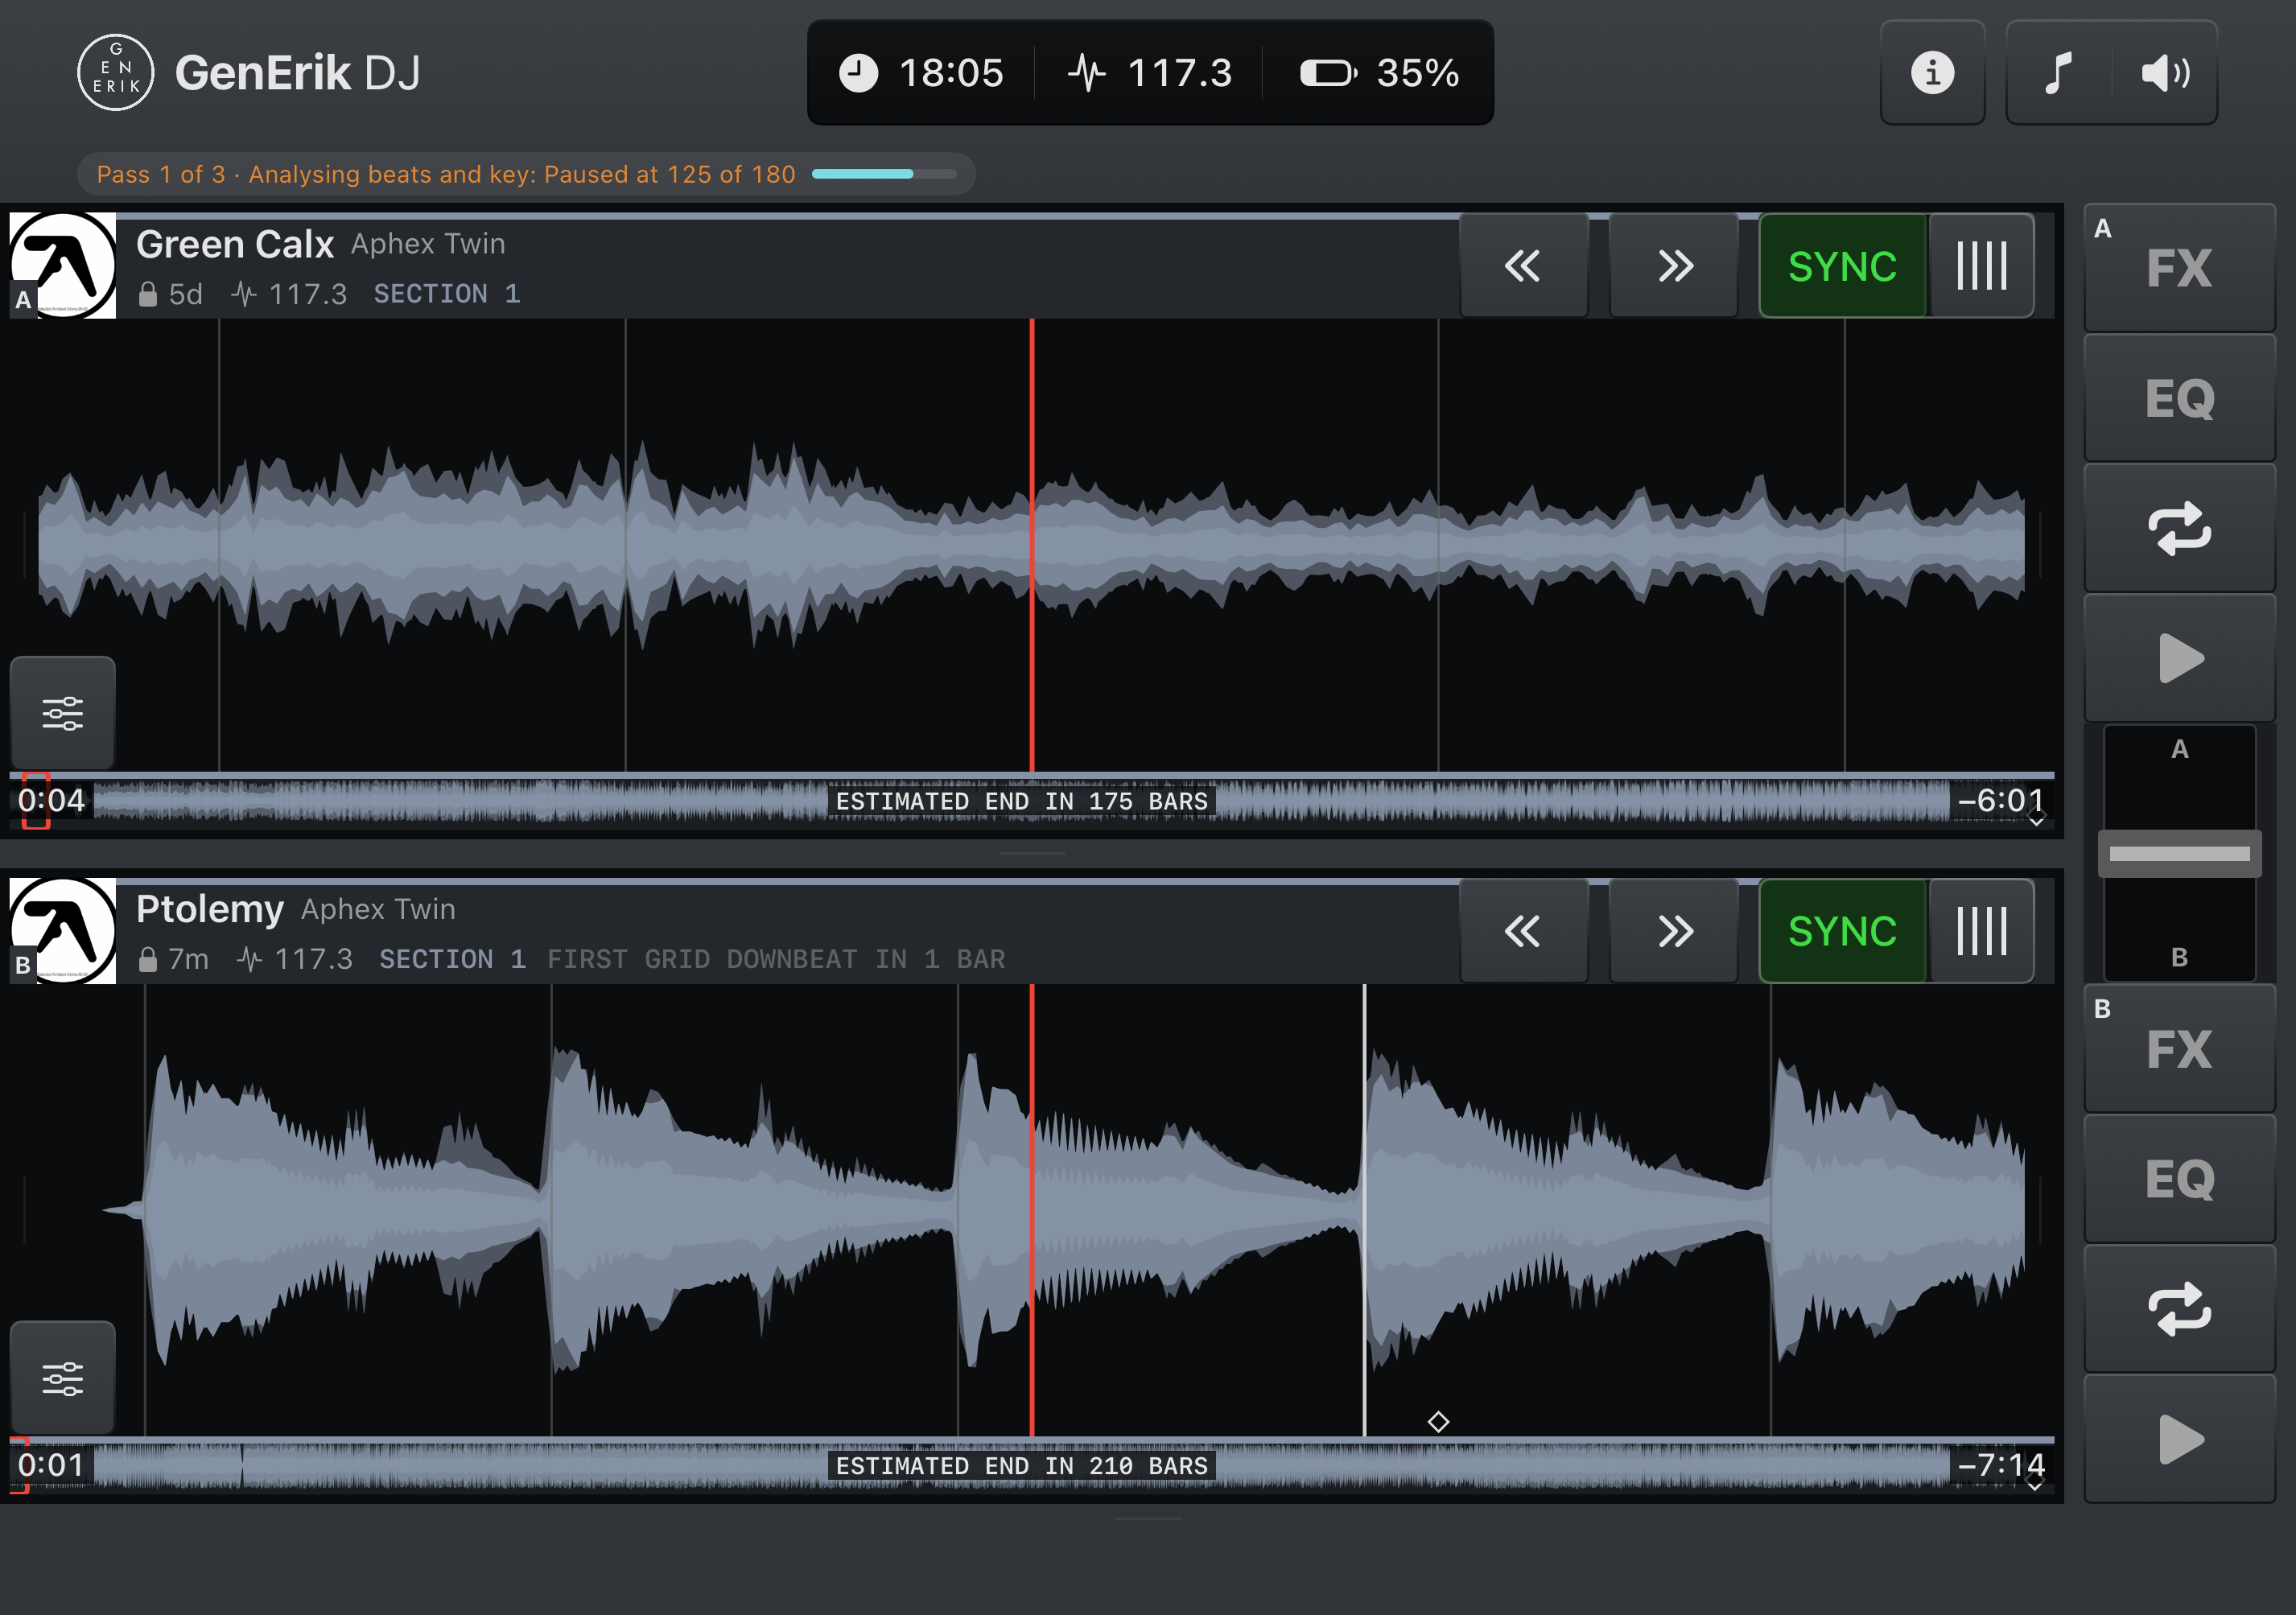 G
EN
ERIK
GenErik DJ
18:05
117.3
35%
Pass 1 of 3 · Analysing beats and key: Paused at 125 of 180
A
Green Calx Aphex Twin
5d 117.3 SECTION 1
SYNC
0:04
ESTIMATED END IN 175 BARS
−6:01
B
Ptolemy Aphex Twin
7m 117.3 SECTION 1 FIRST GRID DOWNBEAT IN 1 BAR
SYNC
0:01
ESTIMATED END IN 210 BARS
−7:14
A
FX
EQ
A
B
B
FX
EQ